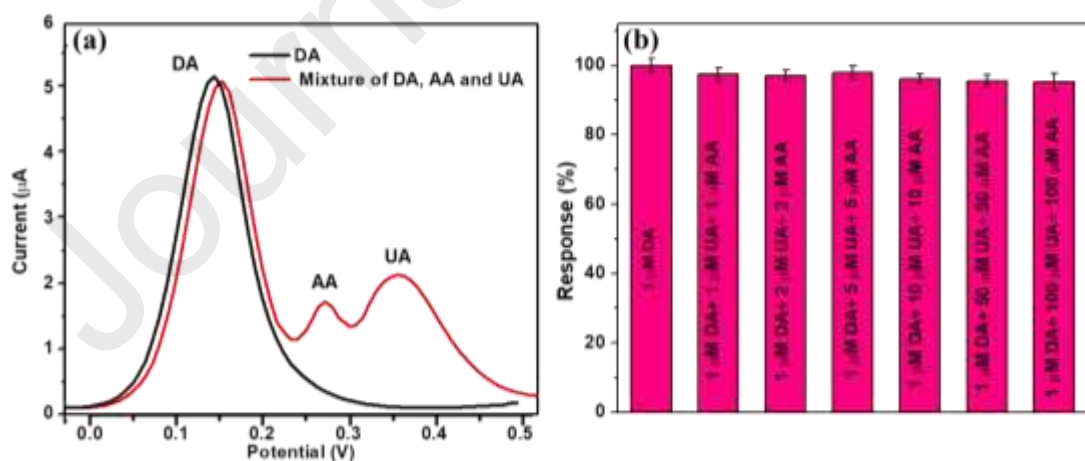 Journ
(a)
DA
DA
Mixture of DA, AA and UA
AA
UA
6
5
4
3
2
1
0
Current (μA
0.0 0.1 0.2 0.3 0.4 0.5
Potential (V)
(b)
100
80
60
40
20
0
Response (%)
1 μM DA+ 1 μM UA+ 1 μM AA
1 μM DA+ 2 μM UA+ 2 μM AA
1 μM DA+ 5 μM UA+ 5 μM AA
1 μM DA+ 10 μM UA+ 10 μM AA
1 μM DA+ 50 μM UA+ 50 μM AA
1 μM DA+ 100 μM UA+ 100 μM AA